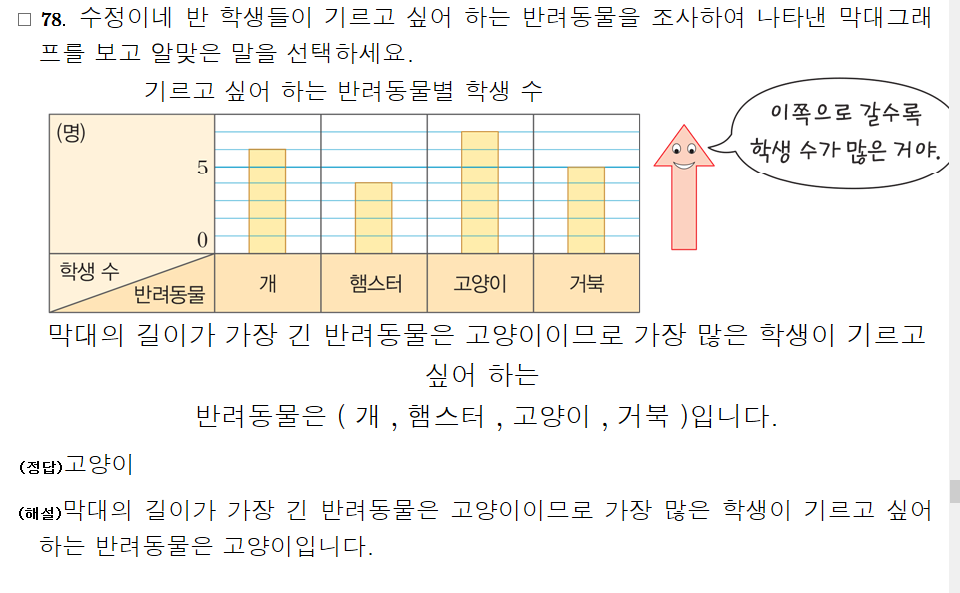 □ 78. 수정이네 반 학생들이 기르고 싶어 하는 반려동물을 조사하여 나타낸 막대그래
프를 보고 알맞은 말을 선택하세요.
기르고 싶어 하는 반려동물별 학생 수
(명)
5
0
학생 수
반려동물
개
햄스터
고양이
거북
이쪽으로 갈수록
학생 수가 많은 거야.
막대의 길이가 가장 긴 반려동물은 고양이이므로 가장 많은 학생이 기르고
싶어 하는
반려동물은 ( 개 , 햄스터 , 고양이 , 거북 )입니다.
(정답)고양이
(해설)막대의 길이가 가장 긴 반려동물은 고양이이므로 가장 많은 학생이 기르고 싶어
하는 반려동물은 고양이입니다.